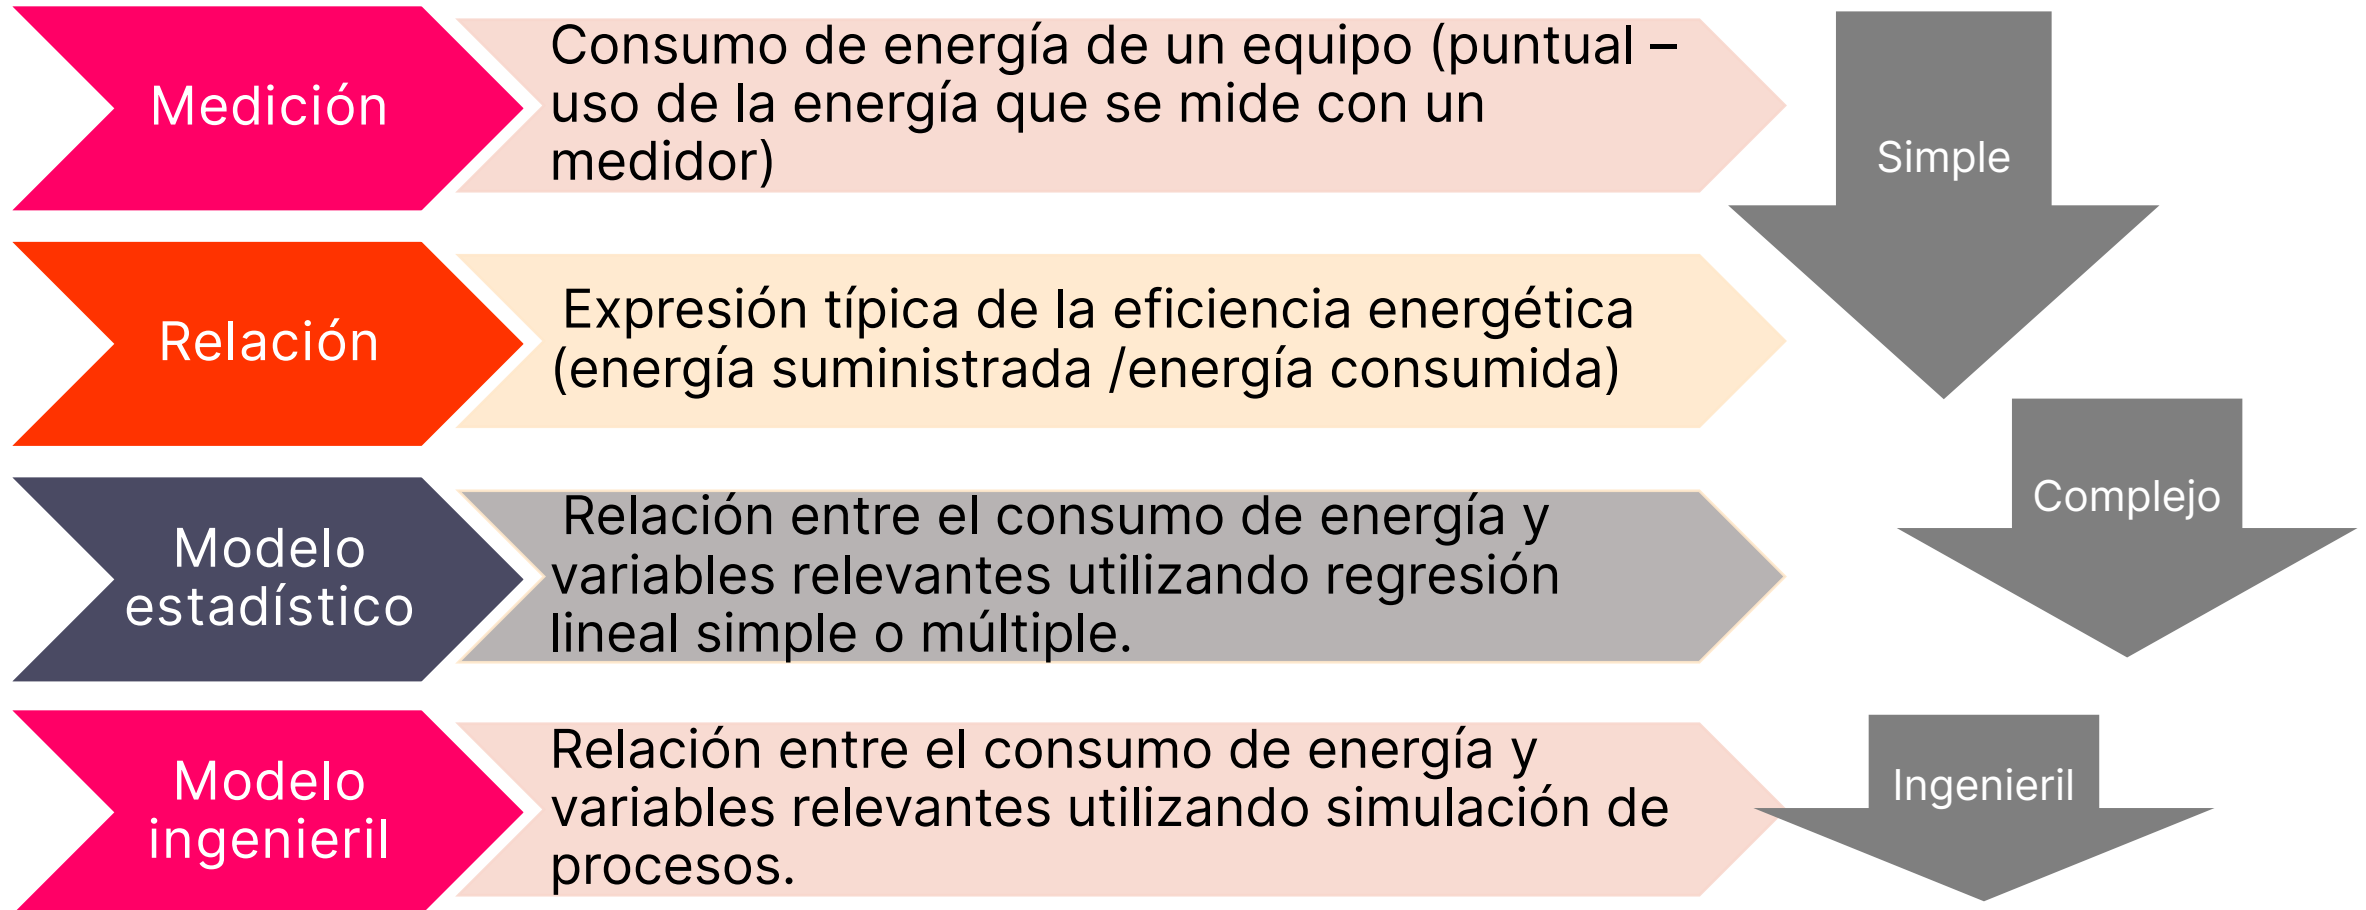 Medición
Consumo de energía de un equipo (puntual –
uso de la energía que se mide con un
medidor)
Simple
Relación
Expresión típica de la eficiencia energética
(energía suministrada /energía consumida)
Modelo
estadístico
Relación entre el consumo de energía y
variables relevantes utilizando regresión
lineal simple o múltiple.
Complejo
Modelo
ingenieril
Relación entre el consumo de energía y
variables relevantes utilizando simulación de
procesos.
Ingenieril